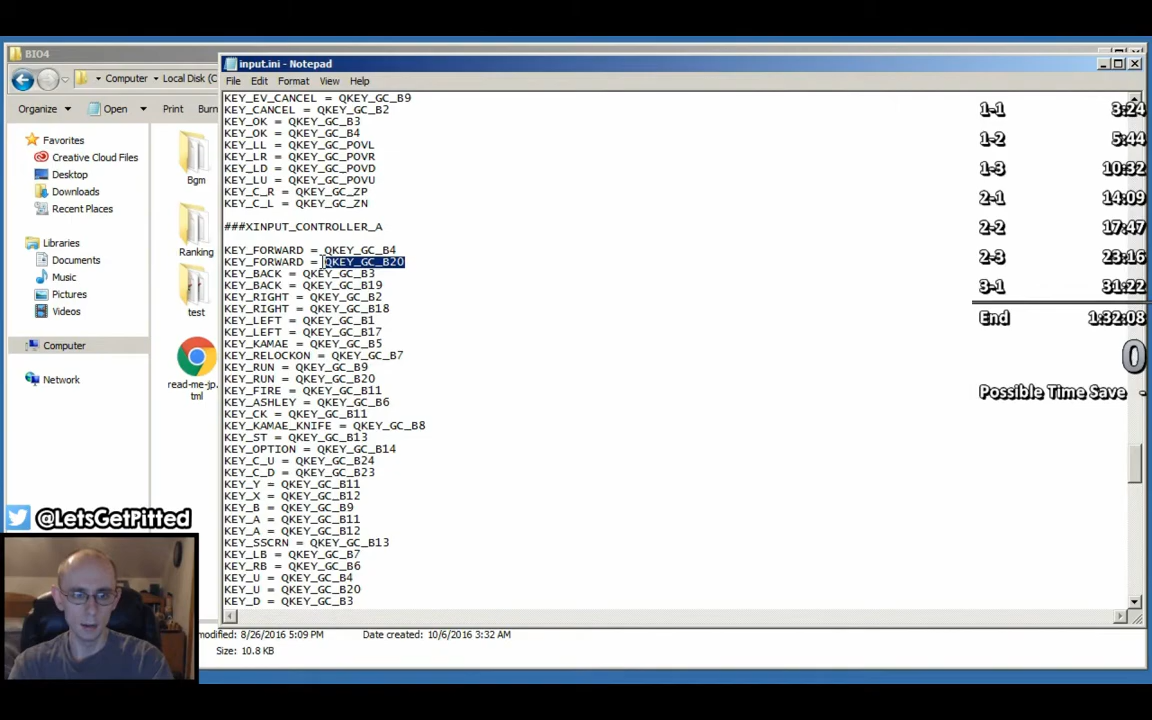 BIO4
Computer
Local Disk (C
Organize
Open
Print
Burn
Favorites
Creative Cloud Files
Desktop
Downloads
Recent Places
Libraries
Documents
Music
Pictures
Videos
Computer
Network
Bgm
Ranking
test
read-me-jp.
tml
input.ini - Notepad
File Edit Format View Help
KEY_EV_CANCEL = QKEY_GC_B9
KEY_CANCEL = QKEY_GC_B2
KEY_OK = QKEY_GC_B3
KEY_OK = QKEY_GC_B4
KEY_LL = QKEY_GC_POVL
KEY_LR = QKEY_GC_POVR
KEY_LD = QKEY_GC_POVD
KEY_LU = QKEY_GC_POVU
KEY_C_R = QKEY_GC_ZP
KEY_C_L = QKEY_GC_ZN
###XINPUT_CONTROLLER_A
KEY_FORWARD = QKEY_GC_B4
KEY_FORWARD = QKEY_GC_B20
KEY_BACK = QKEY_GC_B3
KEY_BACK = QKEY_GC_B19
KEY_RIGHT = QKEY_GC_B2
KEY_RIGHT = QKEY_GC_B18
KEY_LEFT = QKEY_GC_B1
KEY_LEFT = QKEY_GC_B17
KEY_KAMAE = QKEY_GC_B5
KEY_RELOCKON = QKEY_GC_B7
KEY_RUN = QKEY_GC_B9
KEY_RUN = QKEY_GC_B20
KEY_FIRE = QKEY_GC_B11
KEY_ASHLEY = QKEY_GC_B6
KEY_CK = QKEY_GC_B11
KEY_KAMAE_KNIFE = QKEY_GC_B8
KEY_ST = QKEY_GC_B13
KEY_OPTION = QKEY_GC_B14
KEY_C_U = QKEY_GC_B24
KEY_C_D = QKEY_GC_B23
KEY_Y = QKEY_GC_B11
KEY_X = QKEY_GC_B12
KEY_B = QKEY_GC_B9
KEY_A = QKEY_GC_B11
KEY_A = QKEY_GC_B12
KEY_SSCRN = QKEY_GC_B13
KEY_LB = QKEY_GC_B7
KEY_RB = QKEY_GC_B6
KEY_U = QKEY_GC_B4
KEY_U = QKEY_GC_B20
KEY_D = QKEY_GC_B3
1-1 3:24
1-2 5:44
1-3 10:32
2-1 14:09
2-2 17:47
2-3 23:16
3-1 31:22
End 1:32:08
0
Possible Time Save -
@LetsGetPitted
modified: 8/26/2016 5:09 PM Date created: 10/6/2016 3:32 AM
Size: 10.8 KB